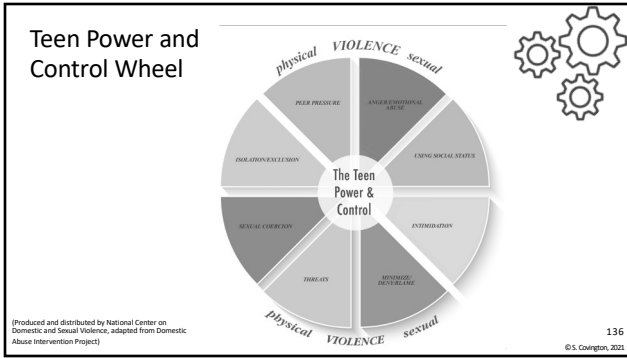 Teen Power and
Control Wheel
physical VIOLENCE sexual
PEER PRESSURE
ANGER/EMOTIONAL
ABUSE
ISOLATION/EXCLUSION
USING SOCIAL STATUS
The Teen
Power &
Control
SEXUAL COERCION
INTIMIDATION
THREATS
MINIMIZE/
DENY/BLAME
physical VIOLENCE sexual
(Produced and distributed by National Center on
Domestic and Sexual Violence, adapted from Domestic
Abuse Intervention Project)
136
© S. Covington, 2021